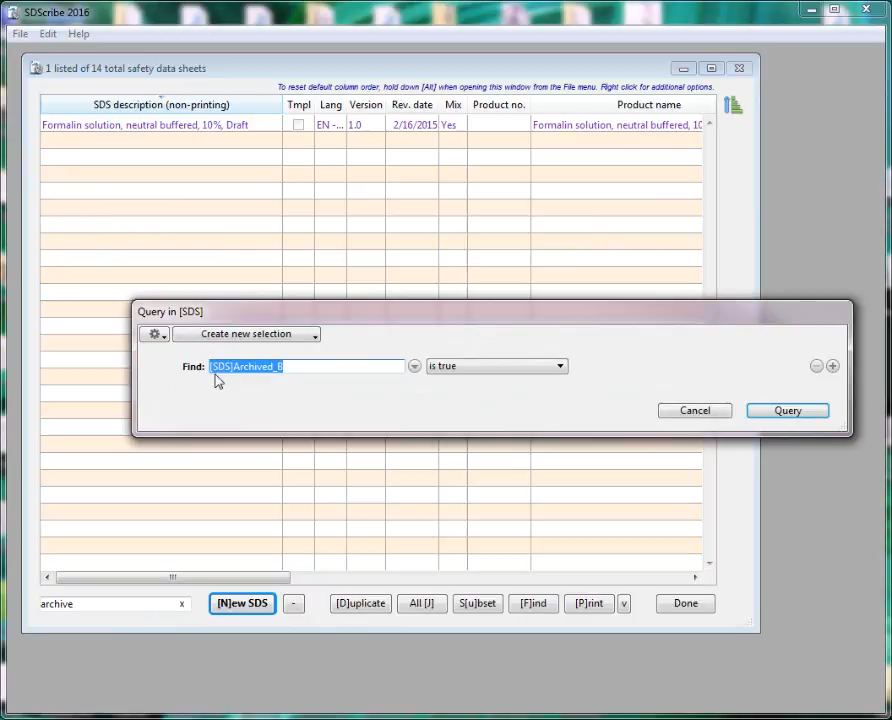 SDScribe 2016
File Edit Help
1 listed of 14 total safety data sheets
To reset default column order, hold down [Alt] when opening this window from the File menu. Right click for additional options.
SDS description (non-printing) Tmpl Lang Version Rev. date Mix Product no. Product name
Formalin solution, neutral buffered, 10%, Draft EN -... 1.0 2/16/2015 Yes Formalin solution, neutral buffered, 10
Query in [SDS]
Create new selection
Find: [SDS]Archived_B is true
Cancel Query
archive x [N]ew SDS - [D]uplicate All [J] S[u]bset [F]ind [P]rint v Done